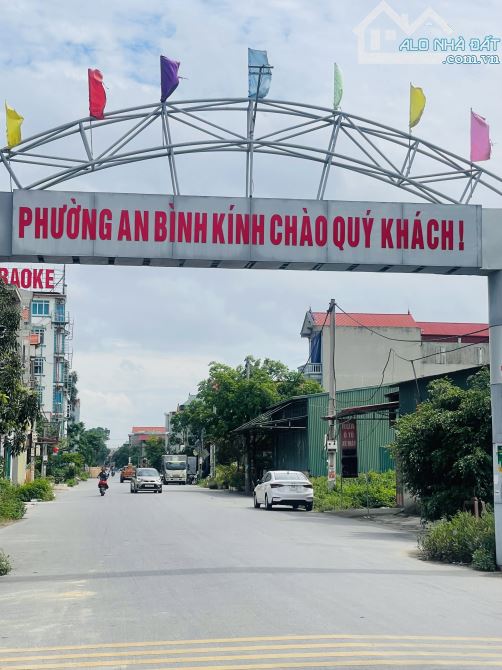 ALO NHÀ ĐẤT
.com.vn
PHƯỜNG AN BÌNH KÍNH CHÀO QUÝ KHÁCH!
RAOKE